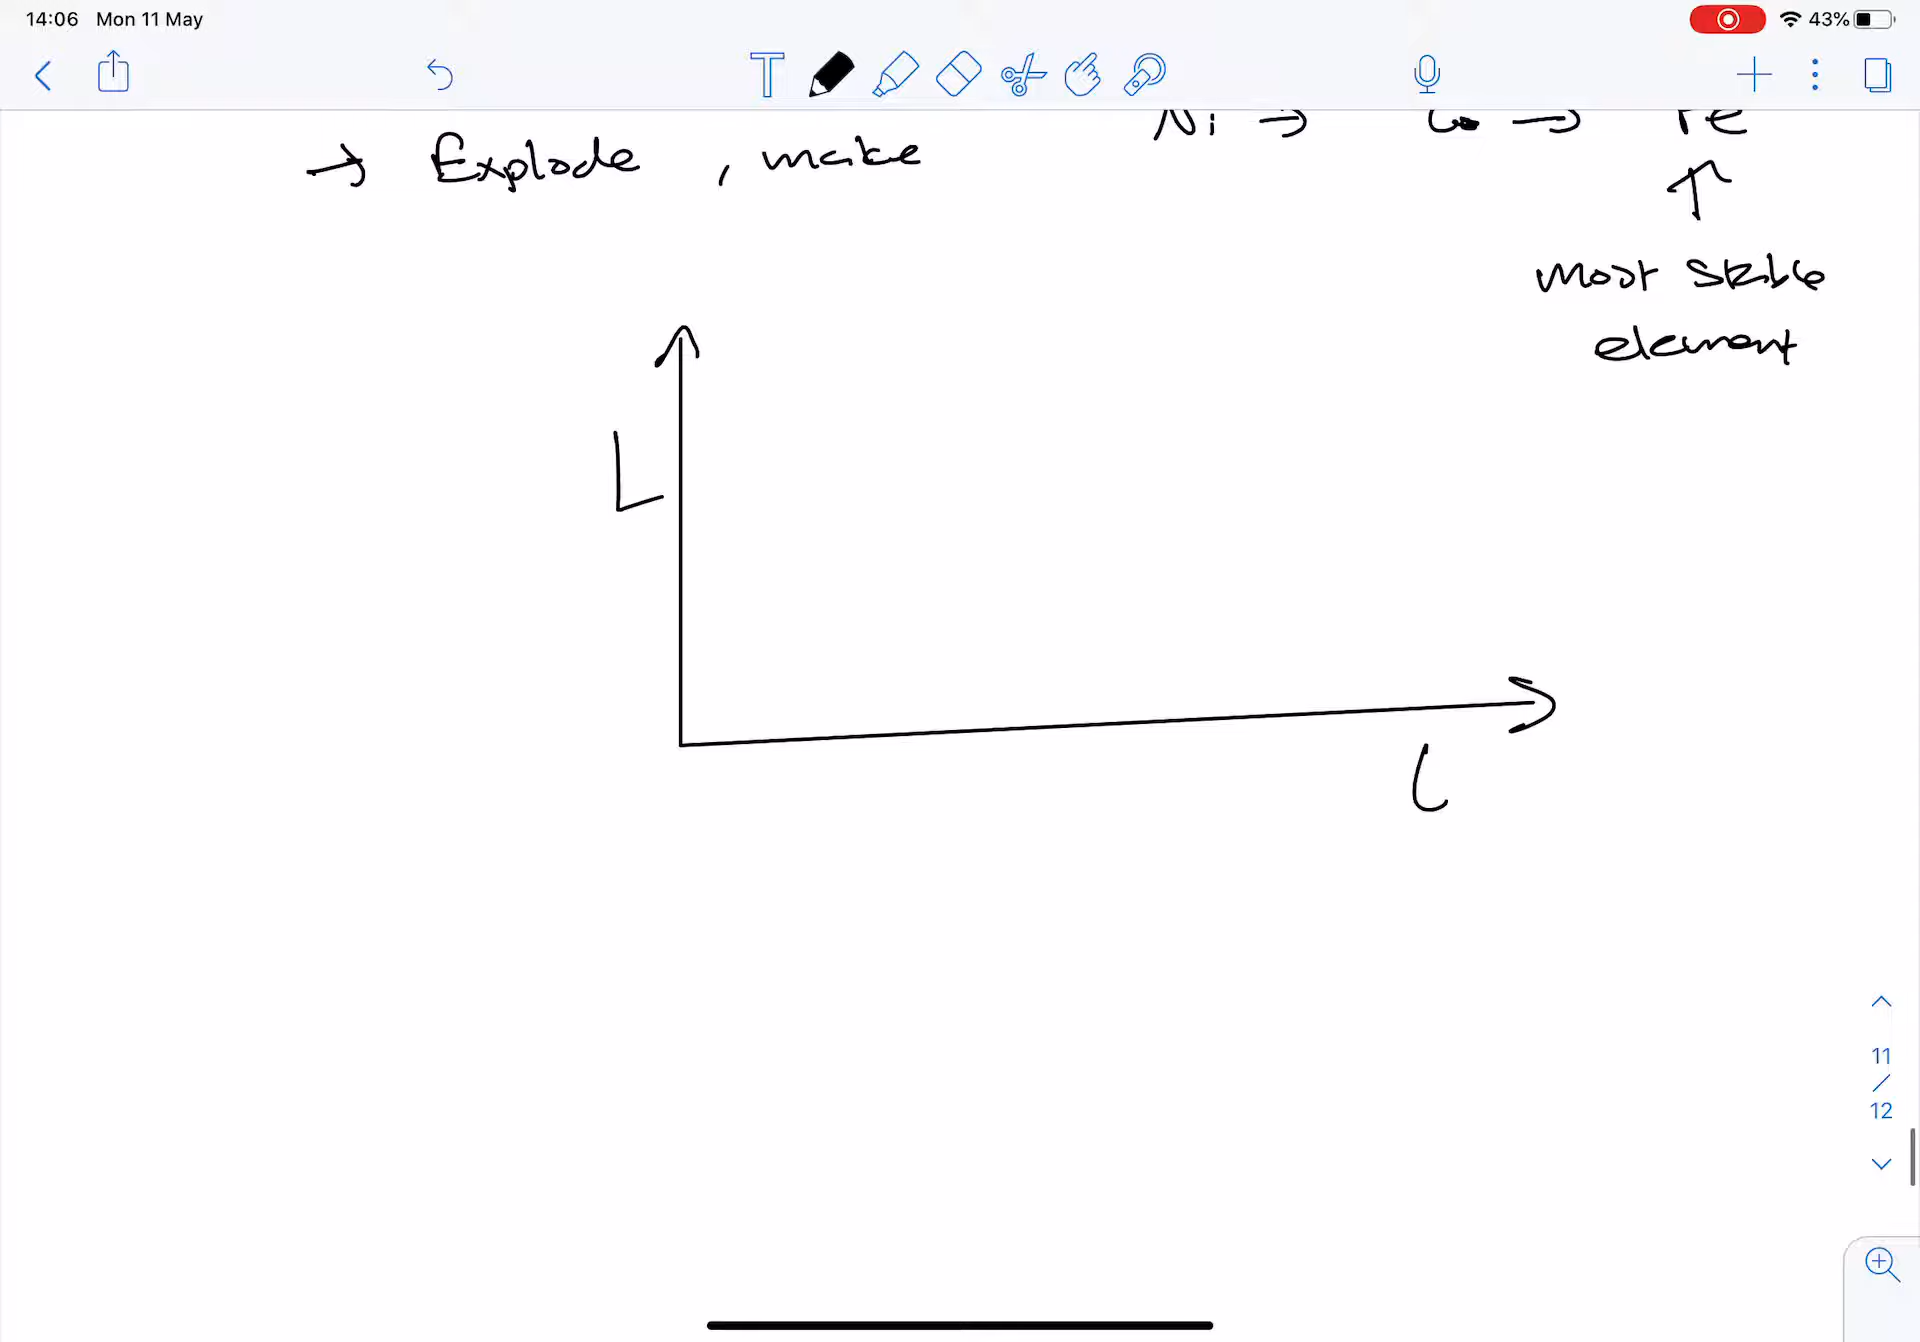 14:06 Mon 11 May 43%
T
Ni → Co → Fe
→ Explode , make
↑
most stable
element
L
11
/
12